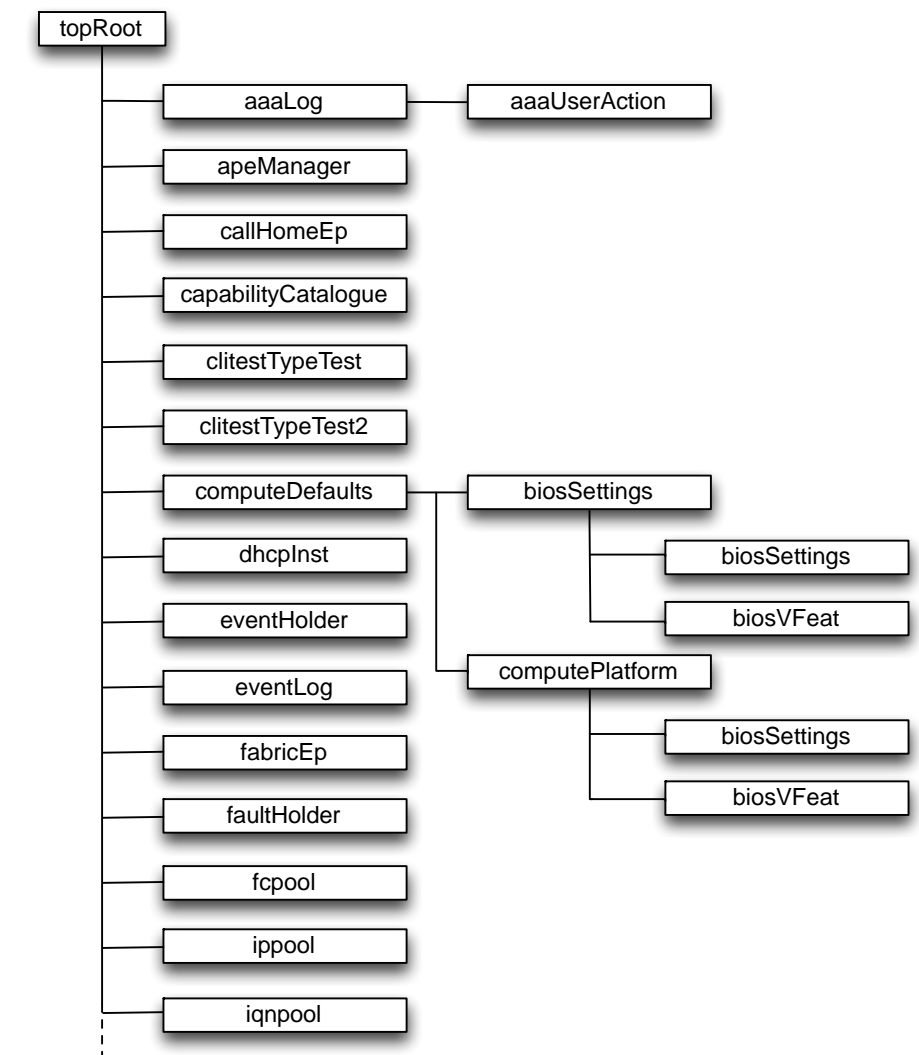 topRoot
aaaLog
aaaUserAction
apeManager
callHomeEp
capabilityCatalogue
clitestTypeTest
clitestTypeTest2
computeDefaults
biosSettings
dhcpInst
biosSettings
eventHolder
biosVFeat
eventLog
computePlatform
fabricEp
biosSettings
faultHolder
biosVFeat
fcpool
ippool
iqnpool